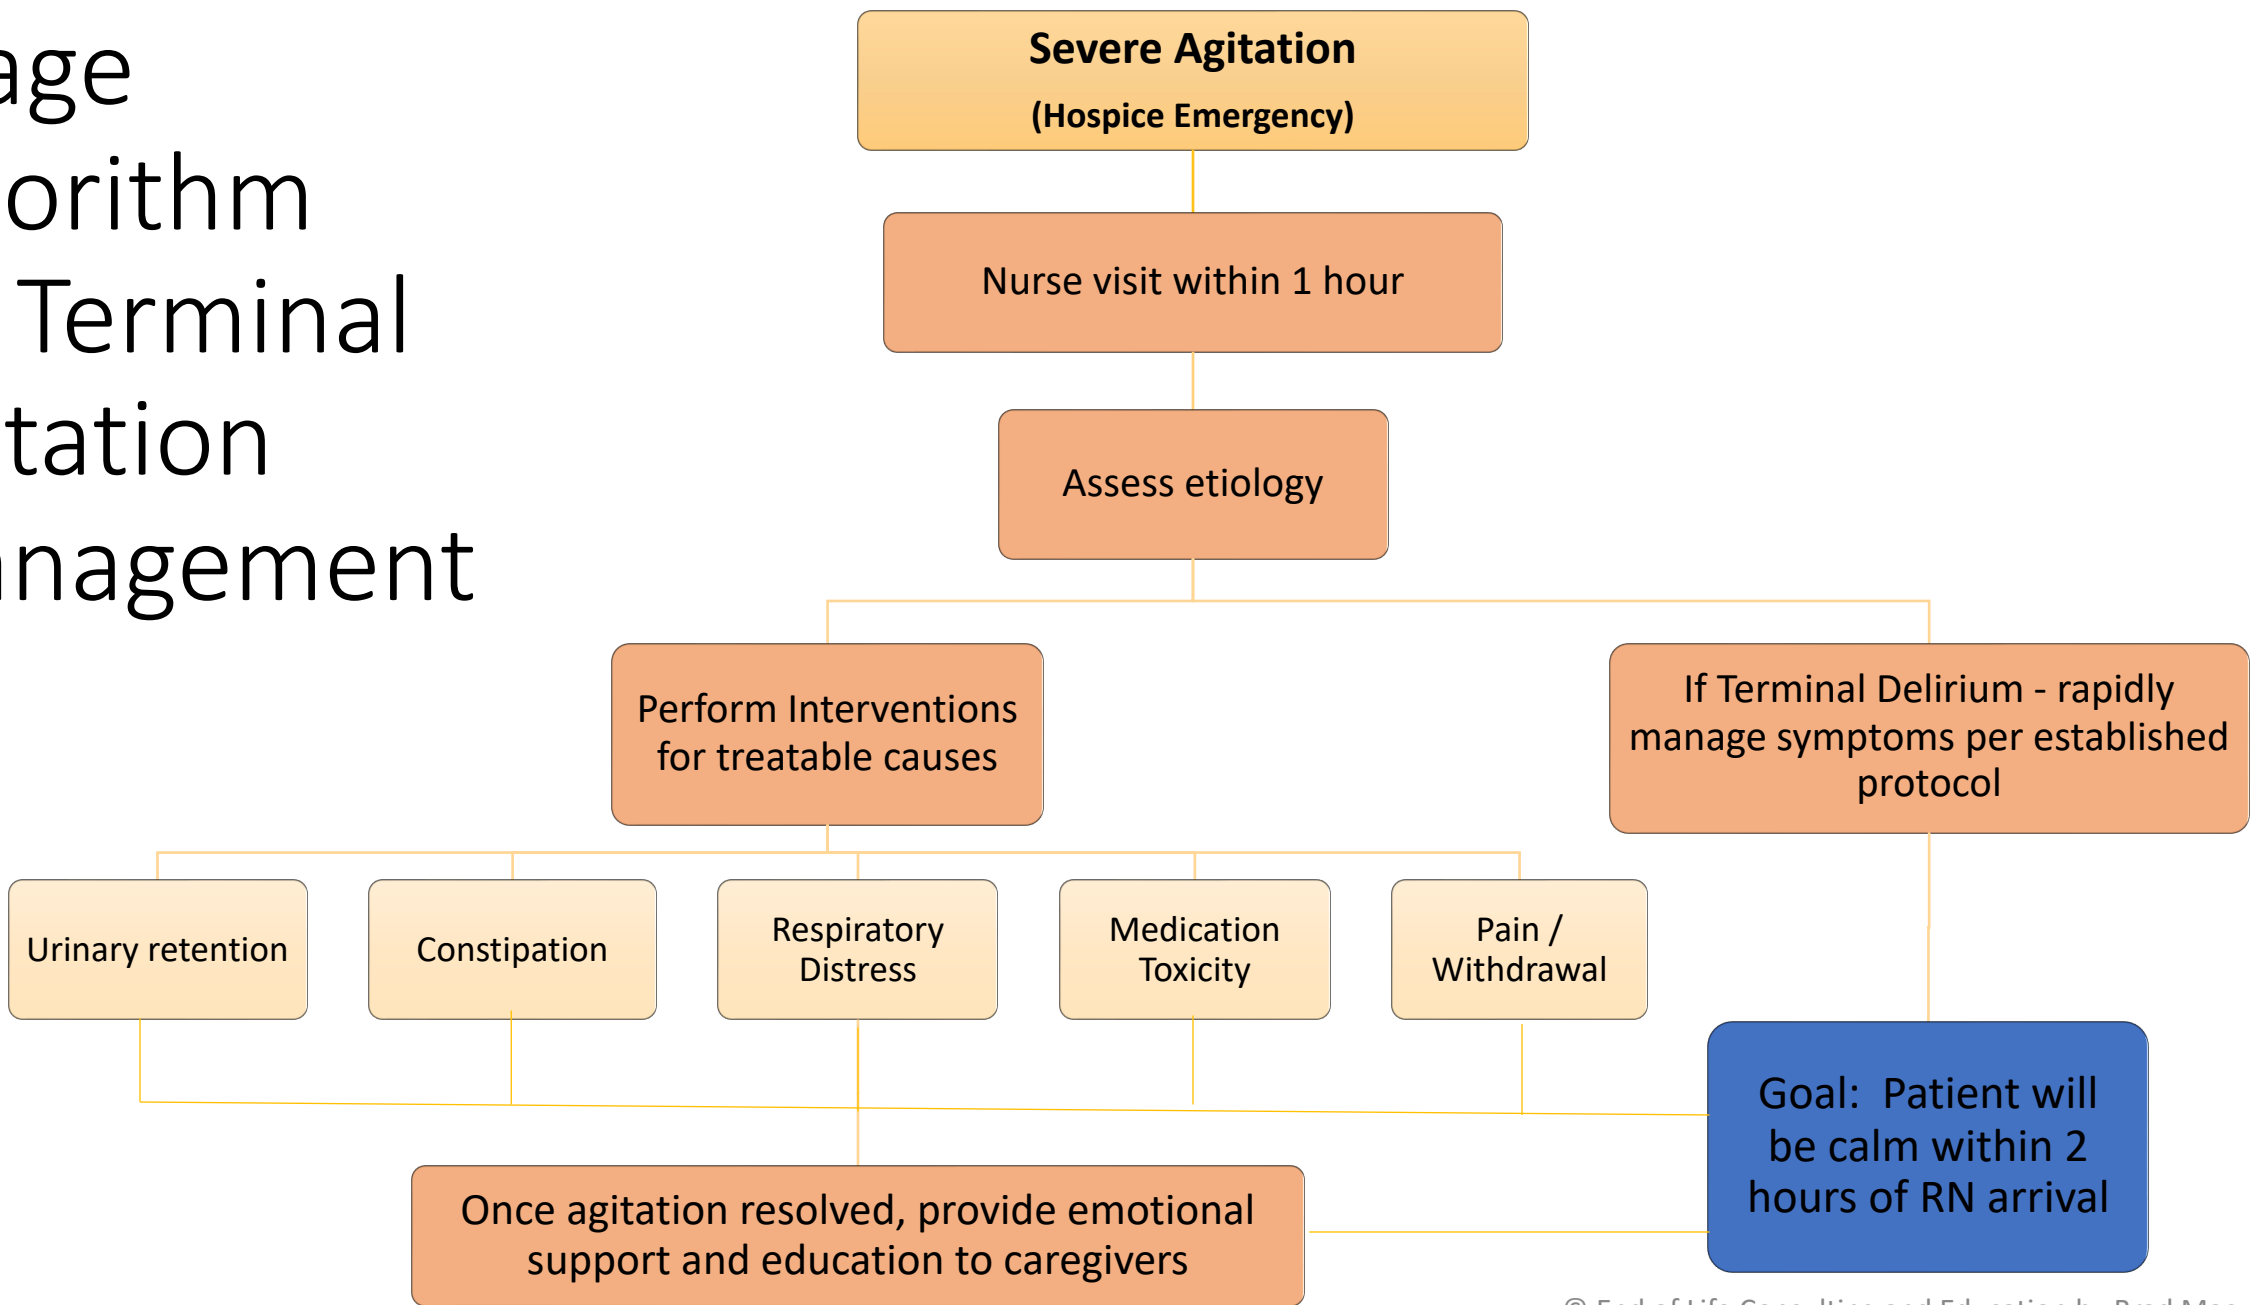 age
orithm
Terminal
tation
nagement
Severe Agitation
(Hospice Emergency)
Nurse visit within 1 hour
Assess etiology
Perform Interventions
for treatable causes
If Terminal Delirium - rapidly
manage symptoms per established
protocol
Urinary retention
Constipation
Respiratory
Distress
Medication
Toxicity
Pain /
Withdrawal
Goal: Patient will
be calm within 2
hours of RN arrival
Once agitation resolved, provide emotional
support and education to caregivers